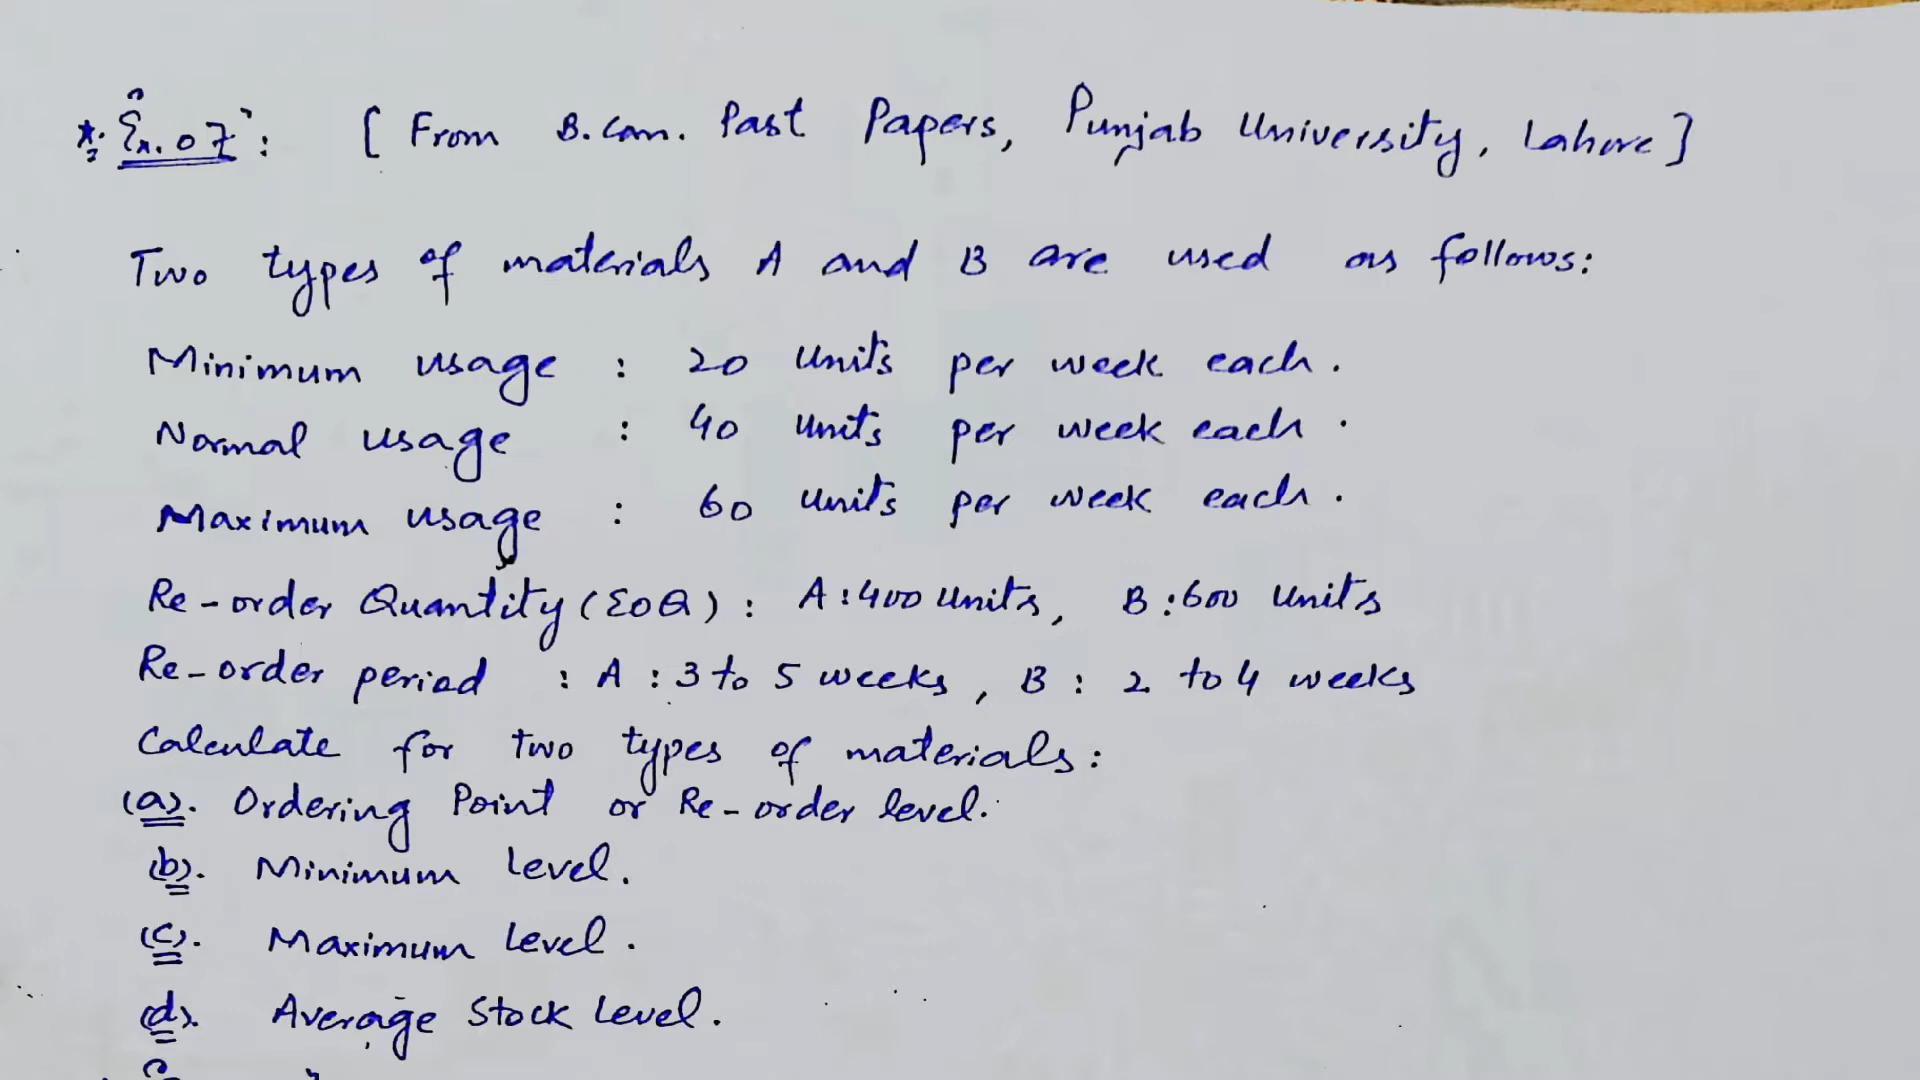 * Ex. 07: [From B.Com. Past Papers, Punjab University, Lahore]
Two types of materials A and B are used as follows:
Minimum usage : 20 Units per week each.
Normal usage : 40 Units per week each.
Maximum usage : 60 Units per week each.
Re-order Quantity (EOQ) : A : 400 Units, B : 600 Units
Re-order period : A : 3 to 5 weeks, B : 2 to 4 weeks
Calculate for two types of materials:
(a). Ordering Point or Re-order level.
(b). Minimum Level.
(c). Maximum Level.
(d). Average Stock Level.